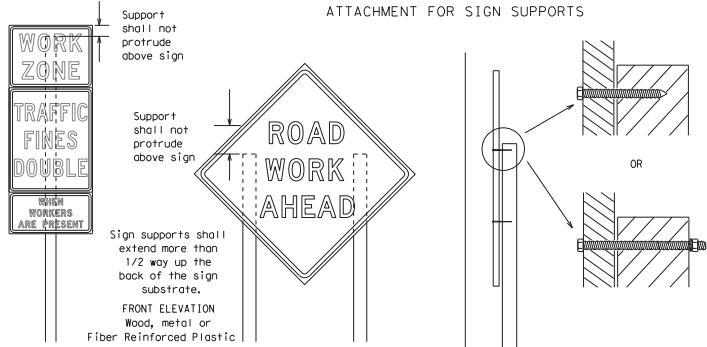 ATTACHMENT FOR SIGN SUPPORTS
Support
shall not
protrude
above sign
WORK
ZONE
TRAFFIC
FINES
DOUBLE
WHEN
WORKERS
ARE PRESENT
Support
shall not
protrude
above sign
ROAD
WORK
AHEAD
Sign supports shall
extend more than
1/2 way up the
back of the sign
substrate.
FRONT ELEVATION
Wood, metal or
Fiber Reinforced Plastic
OR